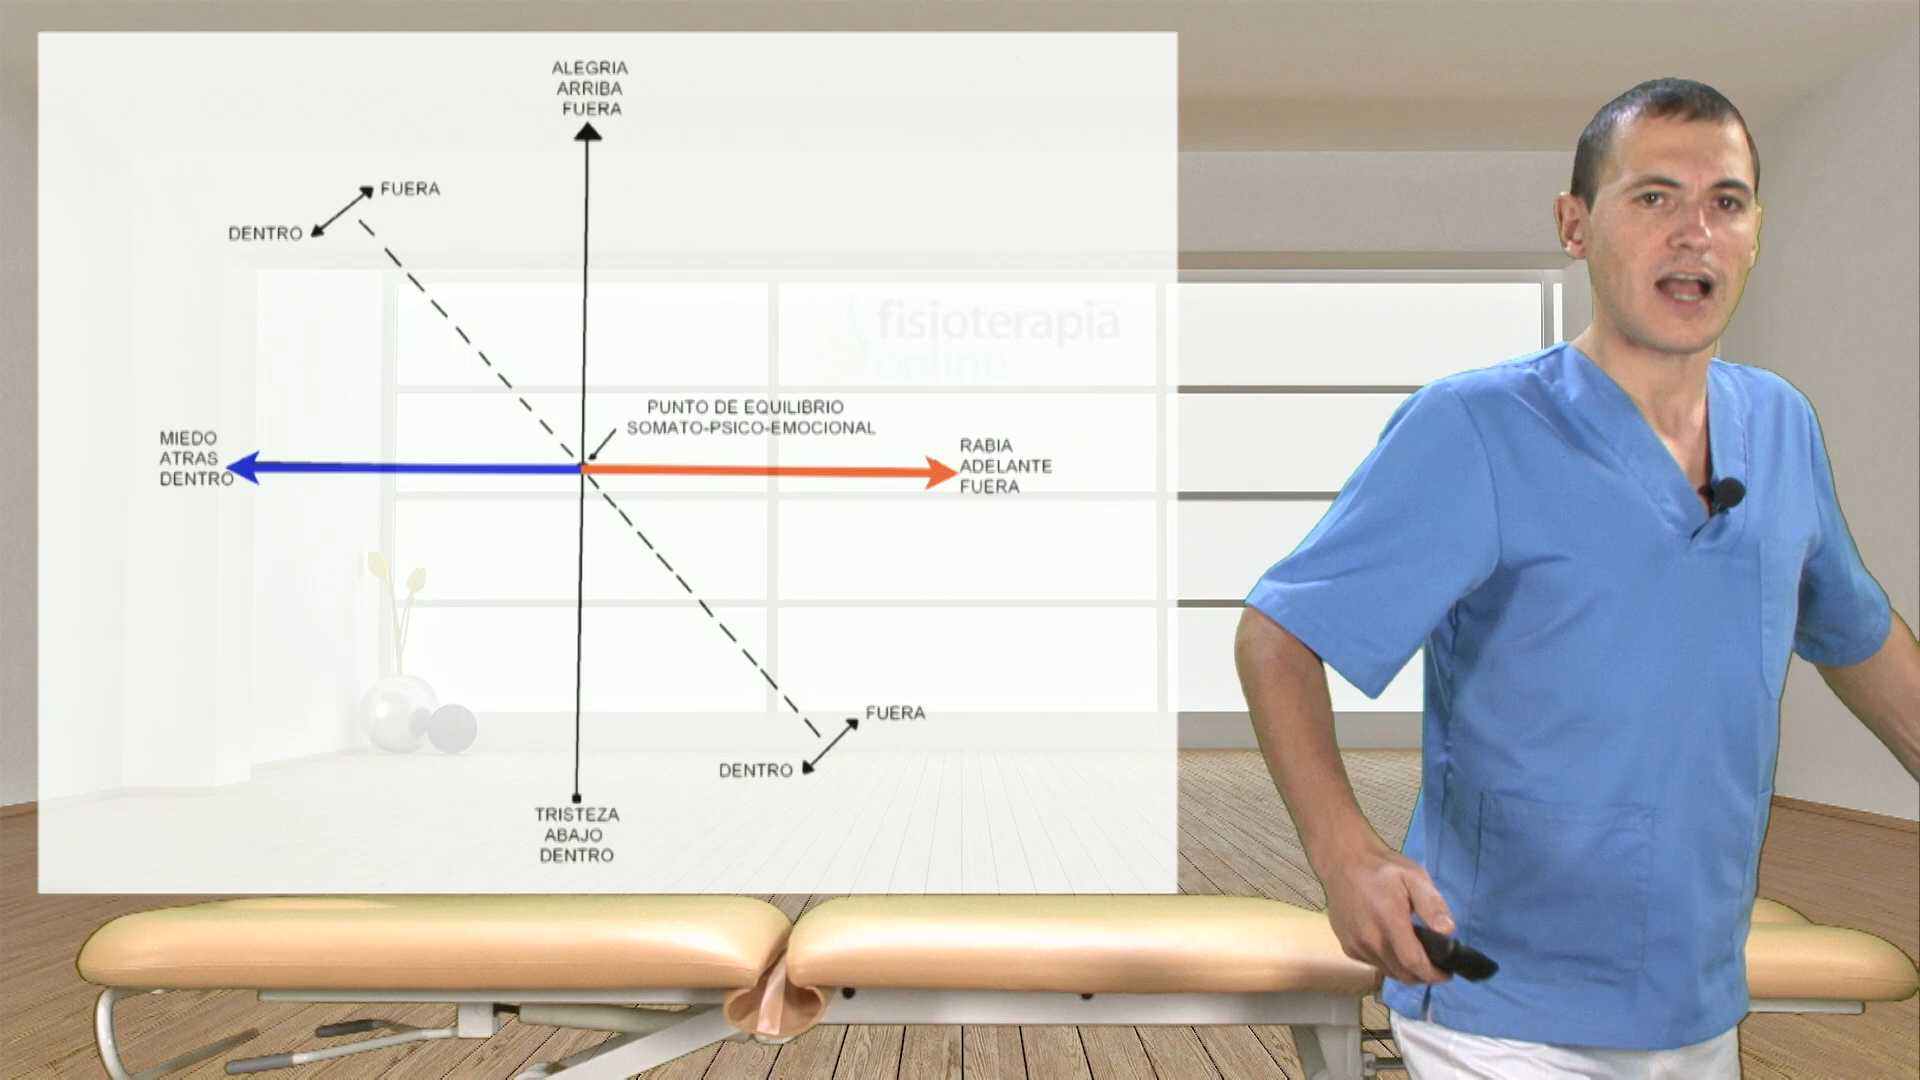 ALEGRIA
ARRIBA
FUERA
FUERA
DENTRO
fisioterapia
online
PUNTO DE EQUILIBRIO
SOMATO-PSICO-EMOCIONAL
MIEDO
ATRAS
DENTRO
RABIA
ADELANTE
FUERA
FUERA
DENTRO
TRISTEZA
ABAJO
DENTRO